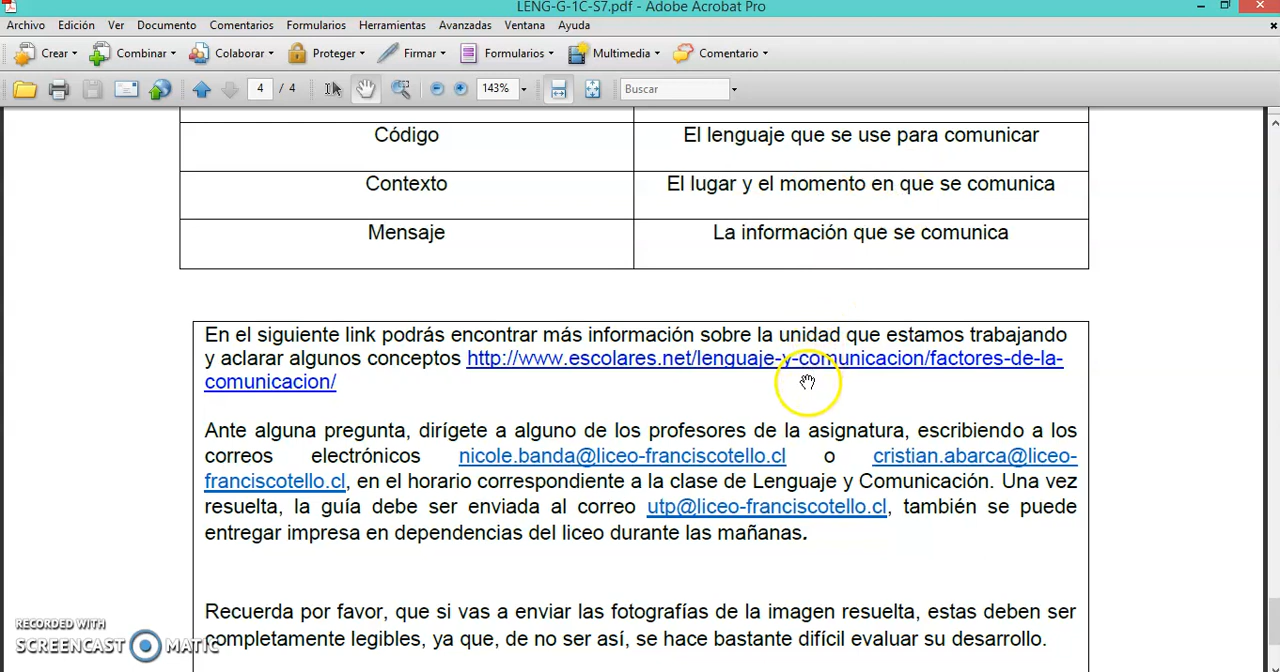 LENG-G-1C-S7.pdf - Adobe Acrobat Pro
Archivo Edición Ver Documento Comentarios Formularios Herramientas Avanzadas Ventana Ayuda
Crear Combinar Colaborar Proteger Firmar Formularios Multimedia Comentario
4 / 4 143% Buscar
Código El lenguaje que se use para comunicar
Contexto El lugar y el momento en que se comunica
Mensaje La información que se comunica
En el siguiente link podrás encontrar más información sobre la unidad que estamos trabajando
y aclarar algunos conceptos http://www.escolares.net/lenguaje-y-comunicacion/factores-de-la-
comunicacion/
Ante alguna pregunta, dirígete a alguno de los profesores de la asignatura, escribiendo a los
correos electrónicos nicole.banda@liceo-franciscotello.cl o cristian.abarca@liceo-
franciscotello.cl, en el horario correspondiente a la clase de Lenguaje y Comunicación. Una vez
resuelta, la guía debe ser enviada al correo utp@liceo-franciscotello.cl, también se puede
entregar impresa en dependencias del liceo durante las mañanas.
Recuerda por favor, que si vas a enviar las fotografías de la imagen resuelta, estas deben ser
completamente legibles, ya que, de no ser así, se hace bastante difícil evaluar su desarrollo.
RECORDED WITH
SCREENCAST MATIC